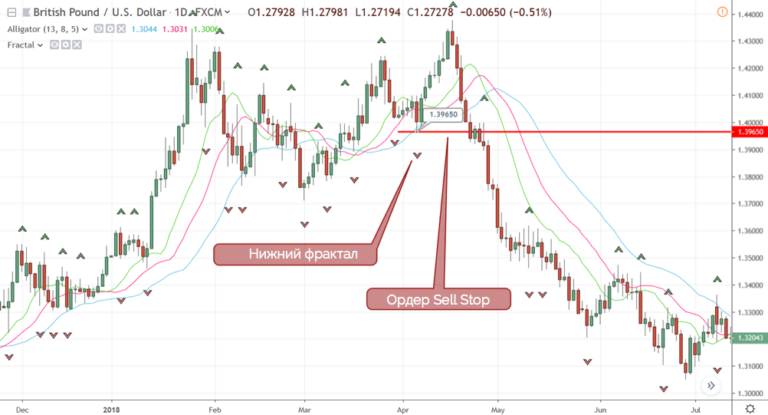 British Pound / U.S. Dollar · 1D · FXCM O1.27928 H1.27981 L1.27194 C1.27278 −0.00650 (−0.51%)
Alligator (13, 8, 5) 1.3044 1.3031 1.3006
Fractal
1.44000
1.43000
1.42000
1.41000
1.40000
1.39650
1.39650
1.39000
1.38000
1.37000
1.36000
Нижний фрактал
1.35000
Ордер Sell Stop
1.34000
1.33000
1.32043
1.31000
1.30000
Dec 2018 Feb Mar Apr May Jun Jul